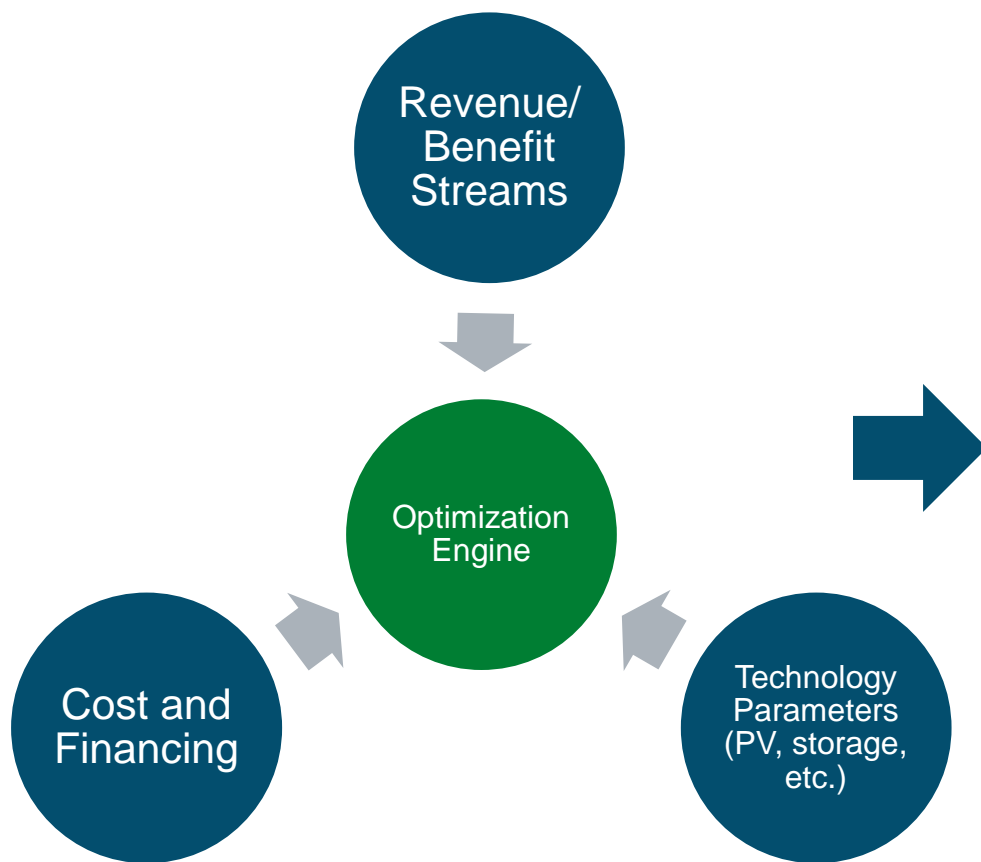 Revenue/
Benefit
Streams
Optimization
Engine
Cost and
Financing
Technology
Parameters
(PV, storage,
etc.)